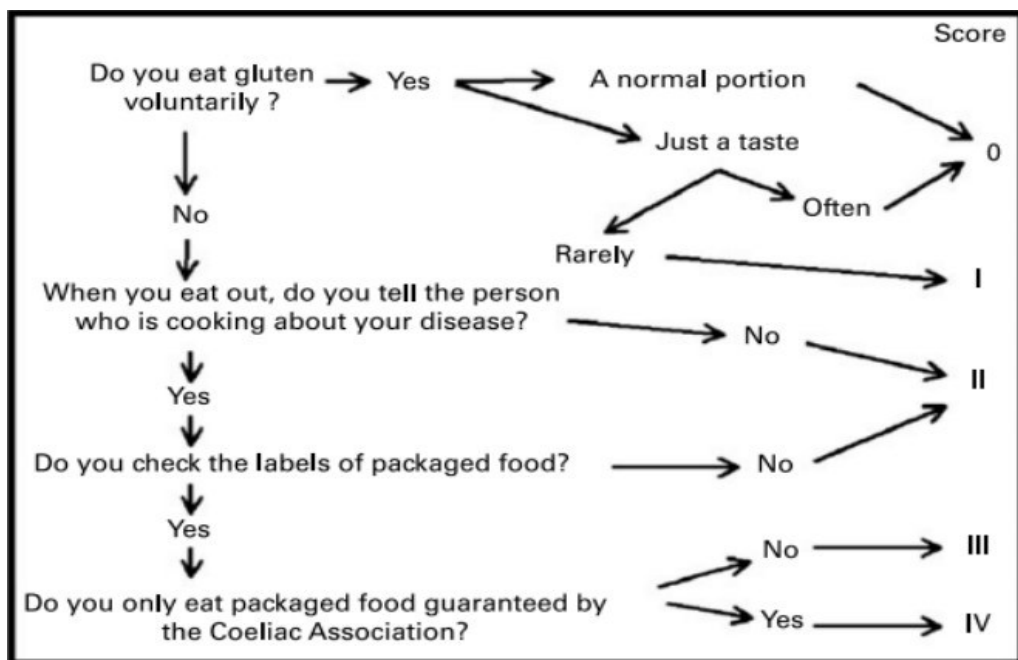 Score
Do you eat gluten
voluntarily ?
Yes
A normal portion
Just a taste
0
Often
No
Rarely
I
When you eat out, do you tell the person
who is cooking about your disease?
No
II
Yes
Do you check the labels of packaged food?
No
Yes
No
III
Do you only eat packaged food guaranteed by
the Coeliac Association?
Yes
IV